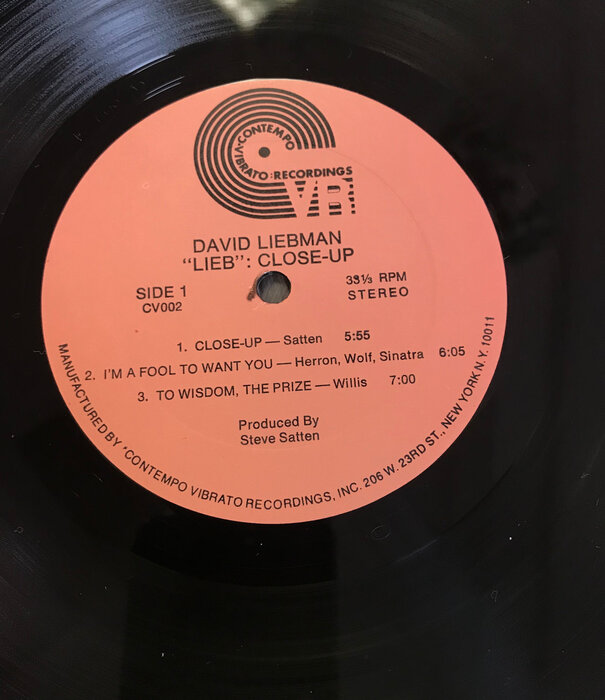 CONTEMPO
VIBRATO:RECORDINGS
VR
DAVID LIEBMAN
“LIEB”: CLOSE-UP
SIDE 1
CV002
33⅓ RPM
STEREO
1. CLOSE-UP — Satten 5:55
2. I'M A FOOL TO WANT YOU — Herron, Wolf, Sinatra 6:05
3. TO WISDOM, THE PRIZE — Willis 7:00
Produced By
Steve Satten
MANUFACTURED BY "CONTEMPO VIBRATO RECORDINGS, INC. 206 W. 23RD ST., NEW YORK N.Y. 10011